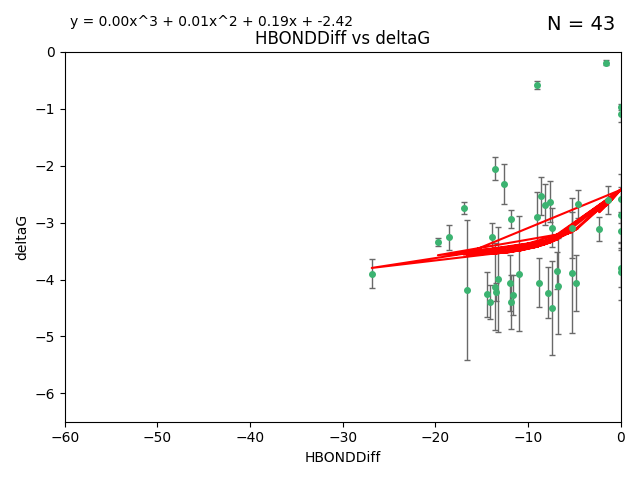 y = 0.00x^3 + 0.01x^2 + 0.19x + -2.42
N = 43
HBONDDiff vs deltaG
0
−1
−2
−3
−4
−5
−6
deltaG
−60
−50
−40
−30
−20
−10
0
HBONDDiff